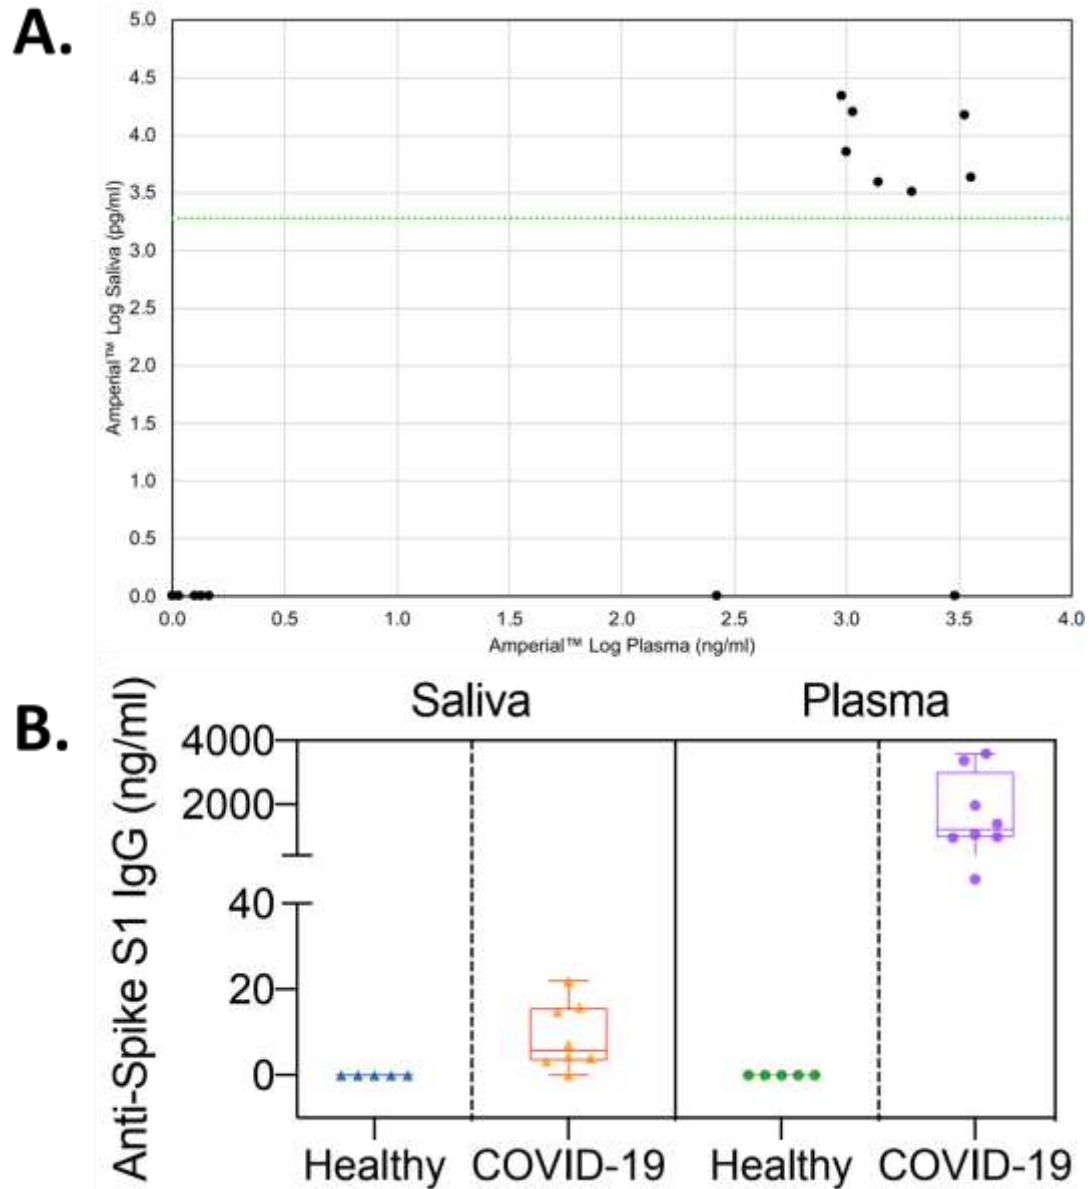 A.
5.0
4.5
4.0
3.5
3.0
2.5
2.0
1.5
1.0
0.5
0.0
Amperial™ Log Saliva (pg/ml)
0.0 0.5 1.0 1.5 2.0 2.5 3.0 3.5 4.0
Amperial™ Log Plasma (ng/ml)
B.
Saliva Plasma
Anti-Spike S1 IgG (ng/ml)
4000
2000
40
20
0
Healthy COVID-19 Healthy COVID-19